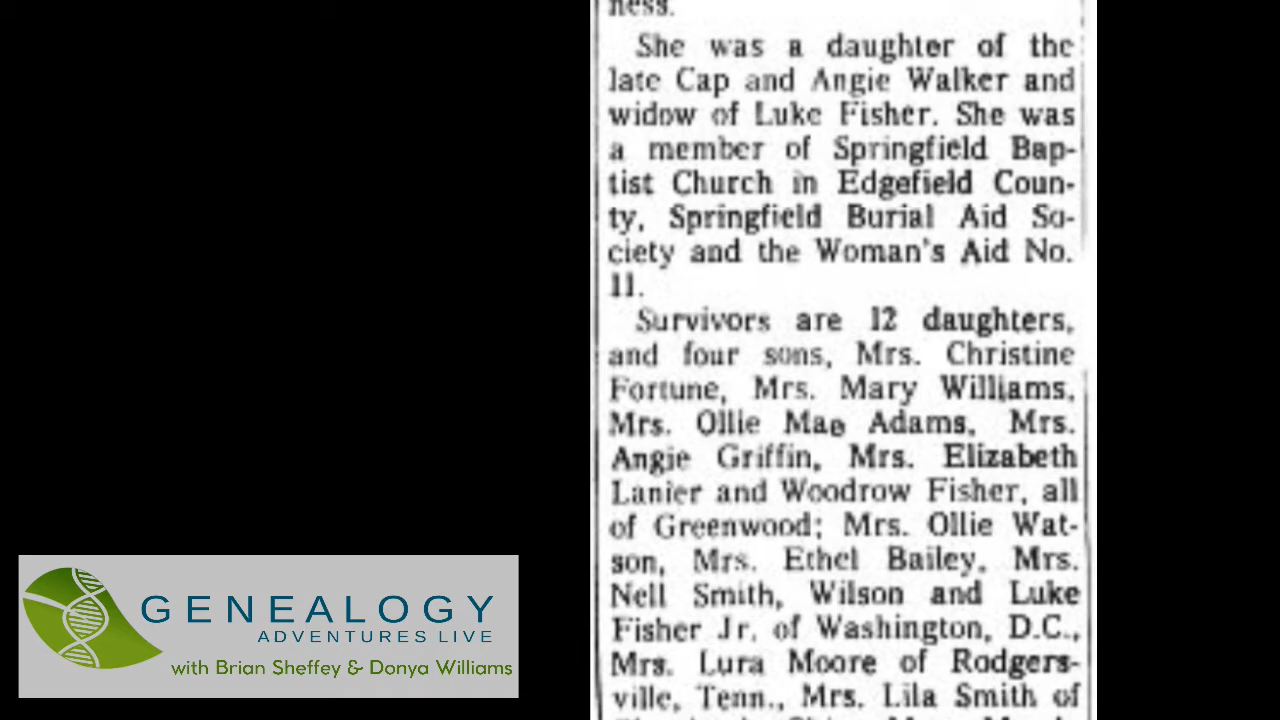 ness.
She was a daughter of the
late Cap and Angie Walker and
widow of Luke Fisher. She was
a member of Springfield Bap-
tist Church in Edgefield Coun-
ty, Springfield Burial Aid So-
ciety and the Woman's Aid No.
11.
Survivors are 12 daughters,
and four sons, Mrs. Christine
Fortune, Mrs. Mary Williams,
Mrs. Ollie Mae Adams, Mrs.
Angie Griffin, Mrs. Elizabeth
Lanier and Woodrow Fisher, all
of Greenwood; Mrs. Ollie Wat-
son, Mrs. Ethel Bailey, Mrs.
Nell Smith, Wilson and Luke
Fisher Jr. of Washington, D.C.,
Mrs. Lura Moore of Rodgers-
ville, Tenn., Mrs. Lila Smith of
GENEALOGY
ADVENTURES LIVE
with Brian Sheffey & Donya Williams